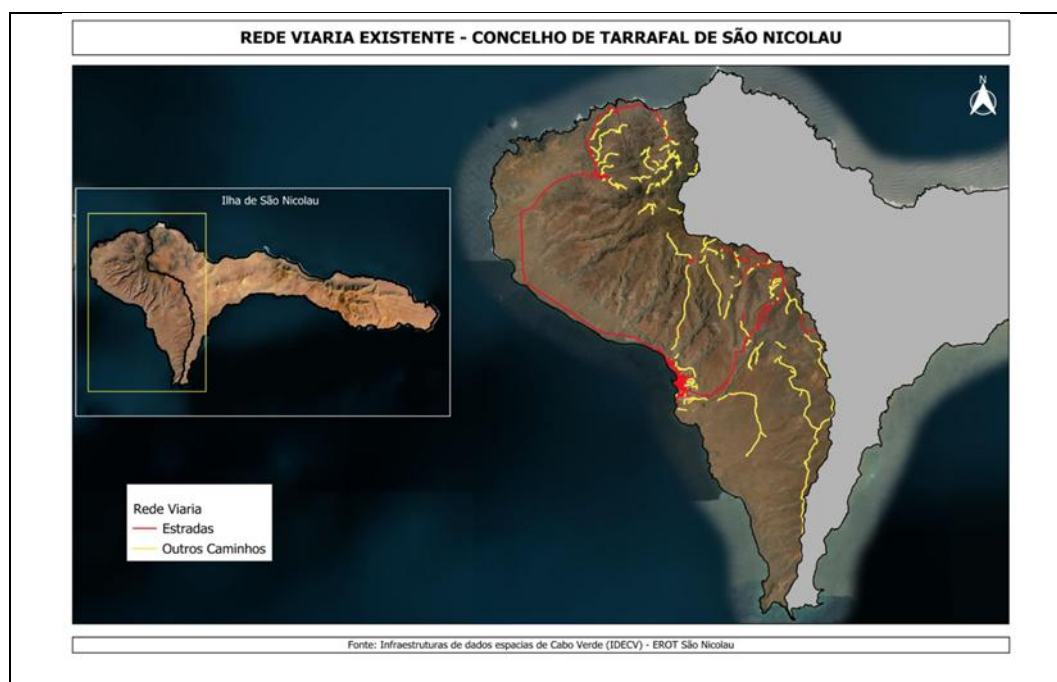 REDE VIARIA EXISTENTE - CONCELHO DE TARRAFAL DE SÃO NICOLAU
N
Ilha de São Nicolau
Rede Viaria
Estradas
Outros Caminhos
Fonte: Infraestruturas de dados espacias de Cabo Verde (IDECV) - EROT São Nicolau